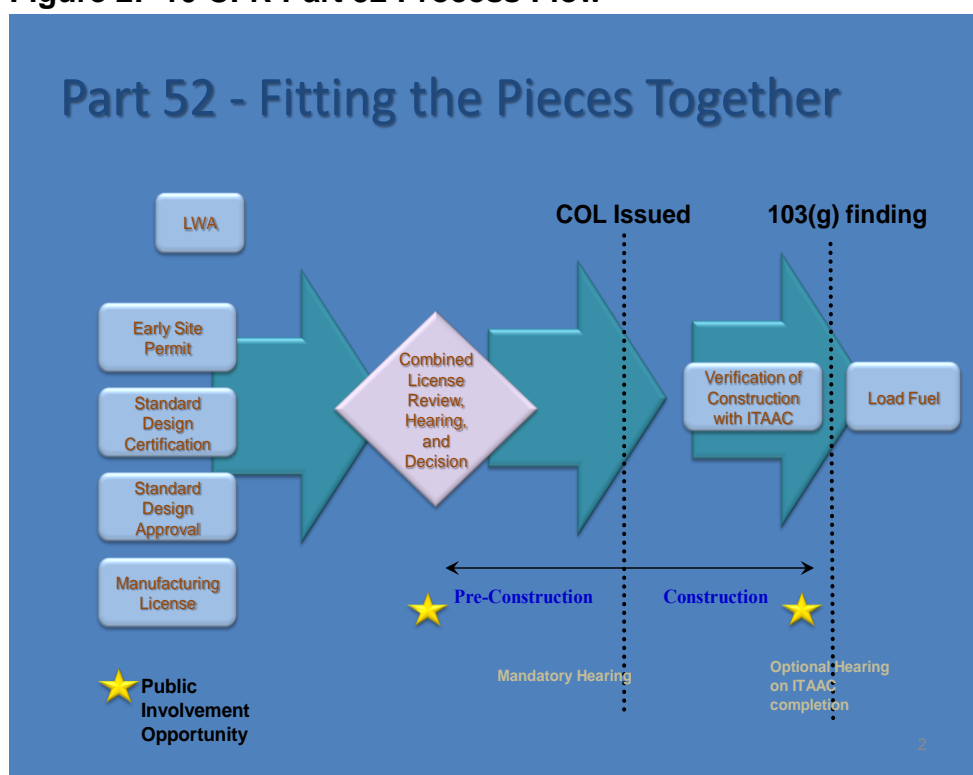 Part 52 - Fitting the Pieces Together
LWA
COL Issued
103(g) finding
Early Site
Permit
Standard
Design
Certification
Standard
Design
Approval
Manufacturing
License
Combined
License
Review,
Hearing,
and
Decision
Verification of
Construction
with ITAAC
Load Fuel
Pre-Construction
Construction
Mandatory Hearing
Optional Hearing
on ITAAC
completion
Public
Involvement
Opportunity
2